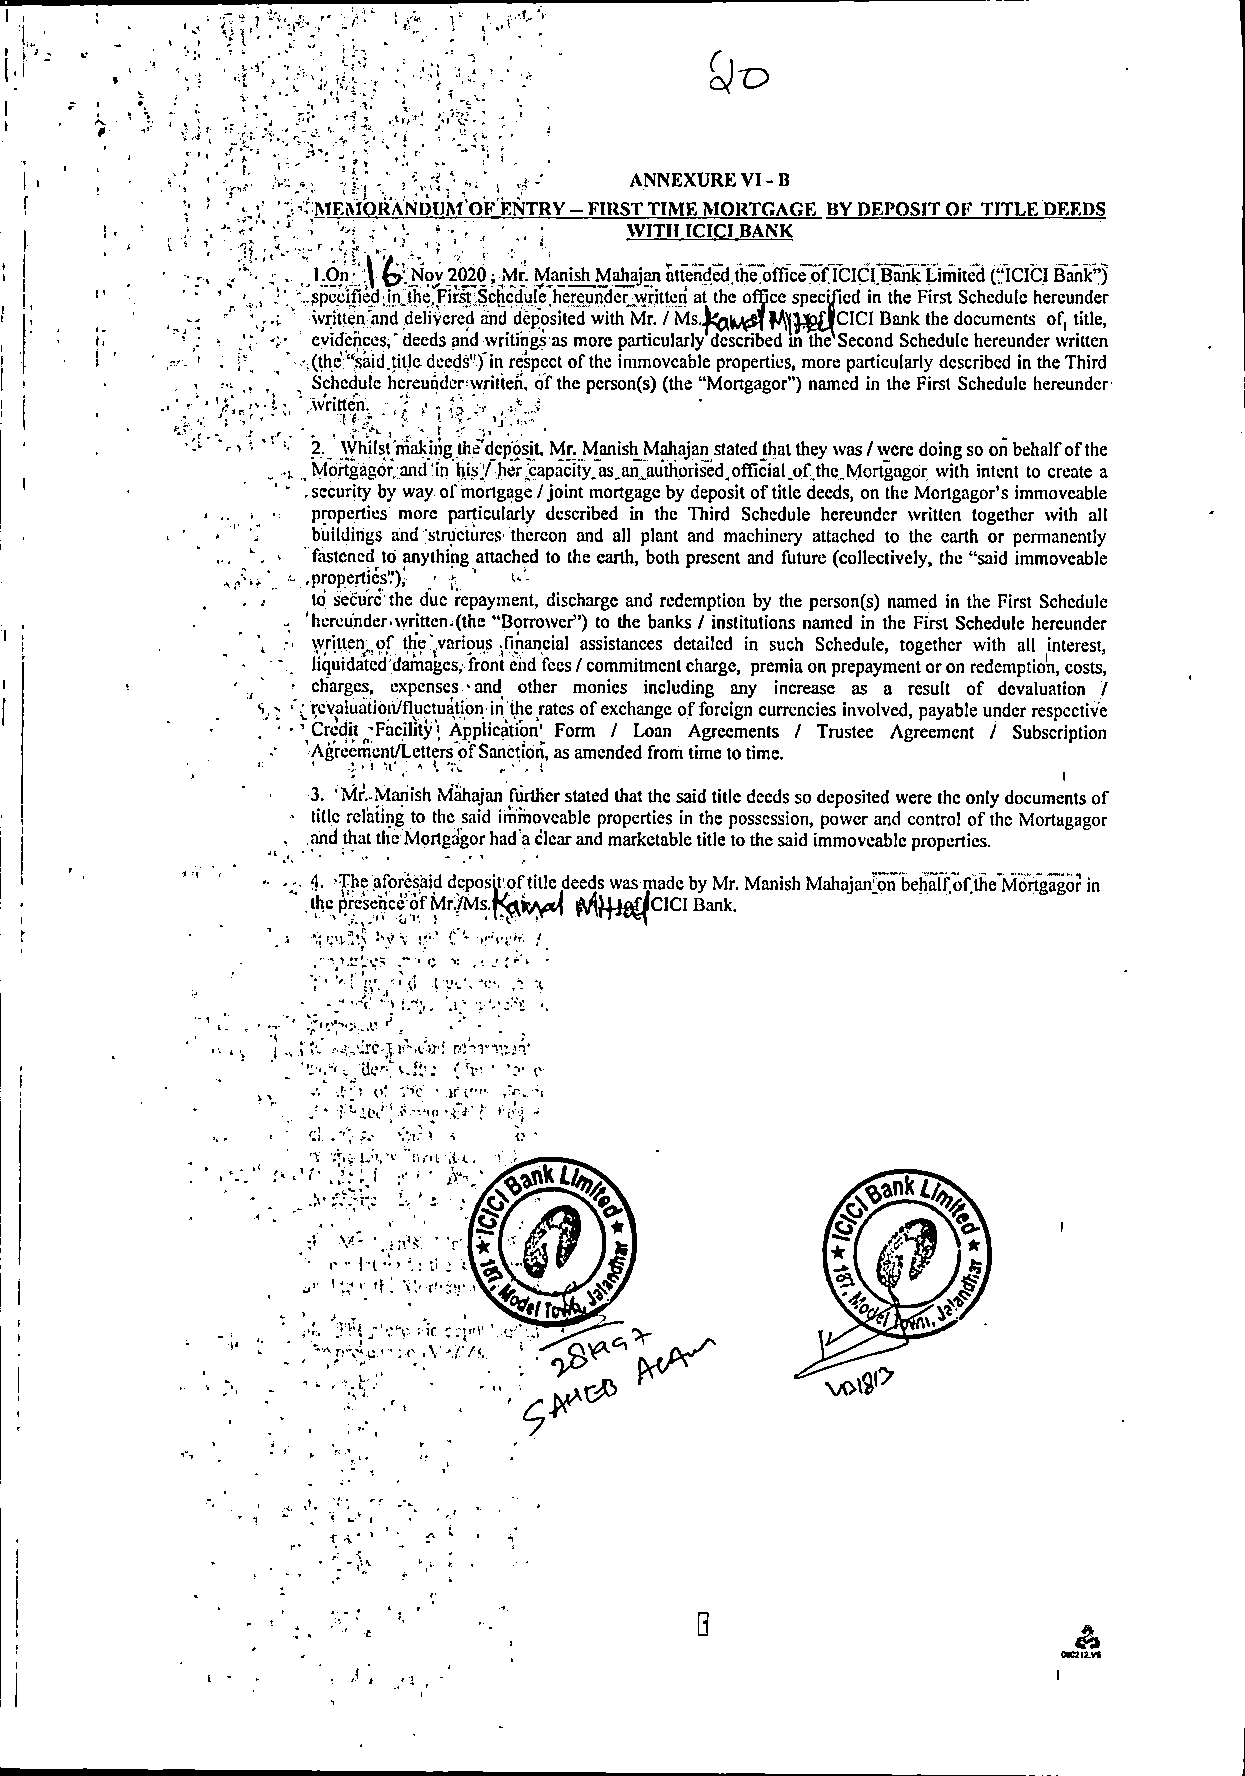 20
ANNEXURE VI - B
MEMORANDUM OF ENTRY – FIRST TIME MORTGAGE BY DEPOSIT OF TITLE DEEDS
WITH ICICI BANK
1.On 16 Nov 2020 ; Mr. Manish Mahajan attended the office of ICICI Bank Limited (“ICICI Bank”)
specified in the First Schedule hereunder written at the office specified in the First Schedule hereunder
written and delivered and deposited with Mr. / Ms. Kamal Mittal of ICICI Bank the documents of, title,
evidences, deeds and writings as more particularly described in the Second Schedule hereunder written
(the “said title deeds”) in respect of the immoveable properties, more particularly described in the Third
Schedule hereunder written, of the person(s) (the “Mortgagor”) named in the First Schedule hereunder
written.
2. Whilst making the deposit, Mr. Manish Mahajan stated that they was / were doing so on behalf of the
Mortgagor and in his / her capacity as an authorised official of the Mortgagor with intent to create a
security by way of mortgage / joint mortgage by deposit of title deeds, on the Mortgagor’s immoveable
properties more particularly described in the Third Schedule hereunder written together with all
buildings and structures thereon and all plant and machinery attached to the earth or permanently
fastened to anything attached to the earth, both present and future (collectively, the “said immoveable
properties”),
to secure the due repayment, discharge and redemption by the person(s) named in the First Schedule
hereunder written (the “Borrower”) to the banks / institutions named in the First Schedule hereunder
written of the various financial assistances detailed in such Schedule, together with all interest,
liquidated damages, front end fees / commitment charge, premia on prepayment or on redemption, costs,
charges, expenses and other monies including any increase as a result of devaluation /
revaluation/fluctuation in the rates of exchange of foreign currencies involved, payable under respective
Credit Facility Application Form / Loan Agreements / Trustee Agreement / Subscription
Agreement/Letters of Sanction, as amended from time to time.
3. Mr. Manish Mahajan further stated that the said title deeds so deposited were the only documents of
title relating to the said immoveable properties in the possession, power and control of the Mortagagor
and that the Mortgagor had a clear and marketable title to the said immoveable properties.
4. The aforesaid deposit of title deeds was made by Mr. Manish Mahajan on behalf of the Mortgagor in
the presence of Mr./Ms. Kamal Mittal of ICICI Bank.
ICICI Bank Limited
187, Model Town, Jalandhar
ICICI Bank Limited
187, Model Town, Jalandhar
SAHEB ALAM